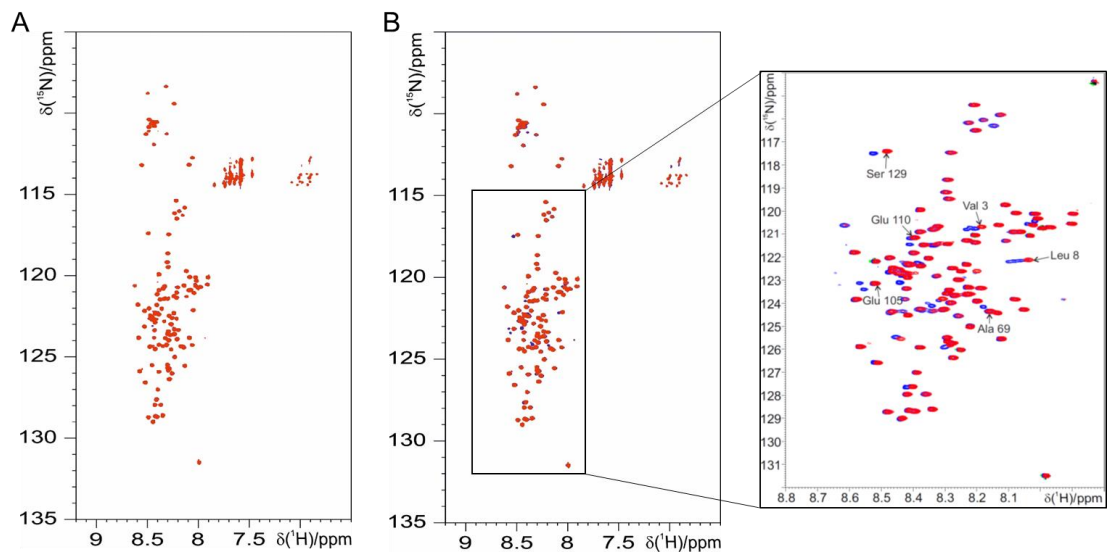 A
B
δ(¹⁵N)/ppm
115
120
125
130
135
9
8.5
8
7.5
δ(¹H)/ppm
δ(¹⁵N)/ppm
115
120
125
130
135
9
8.5
8
7.5
δ(¹H)/ppm
δ(¹⁵N)/ppm
117
118
119
120
121
122
123
124
125
126
127
128
129
130
131
8.8
8.7
8.6
8.5
8.4
8.3
8.2
8.1
δ(¹H)/ppm
Ser 129
Glu 110
Val 3
Leu 8
Glu 105
Ala 69